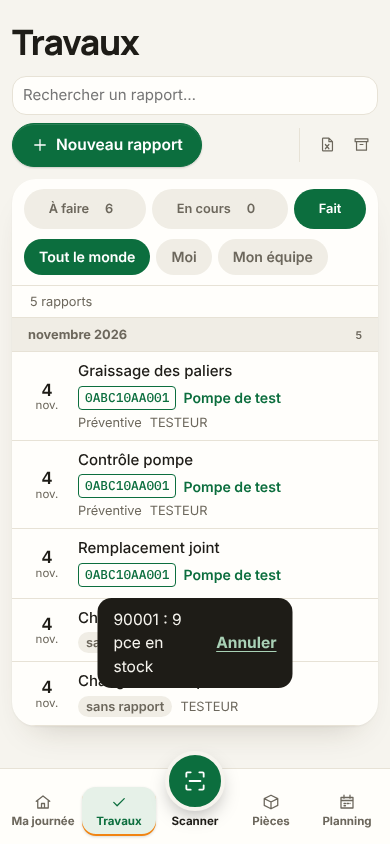 Travaux
Rechercher un rapport...
Nouveau rapport
À faire 6 En cours 0 Fait
Tout le monde Moi Mon équipe
5 rapports
novembre 2026 5
4 nov.
Graissage des paliers
0ABC10AA001 Pompe de test
Préventive TESTEUR
4 nov.
Contrôle pompe
0ABC10AA001 Pompe de test
Préventive TESTEUR
4 nov.
Remplacement joint
0ABC10AA001 Pompe de test
4 nov.
90001 : 9
pce en
stock
Annuler
4 nov.
sans rapport TESTEUR
Ma journée Travaux Scanner Pièces Planning